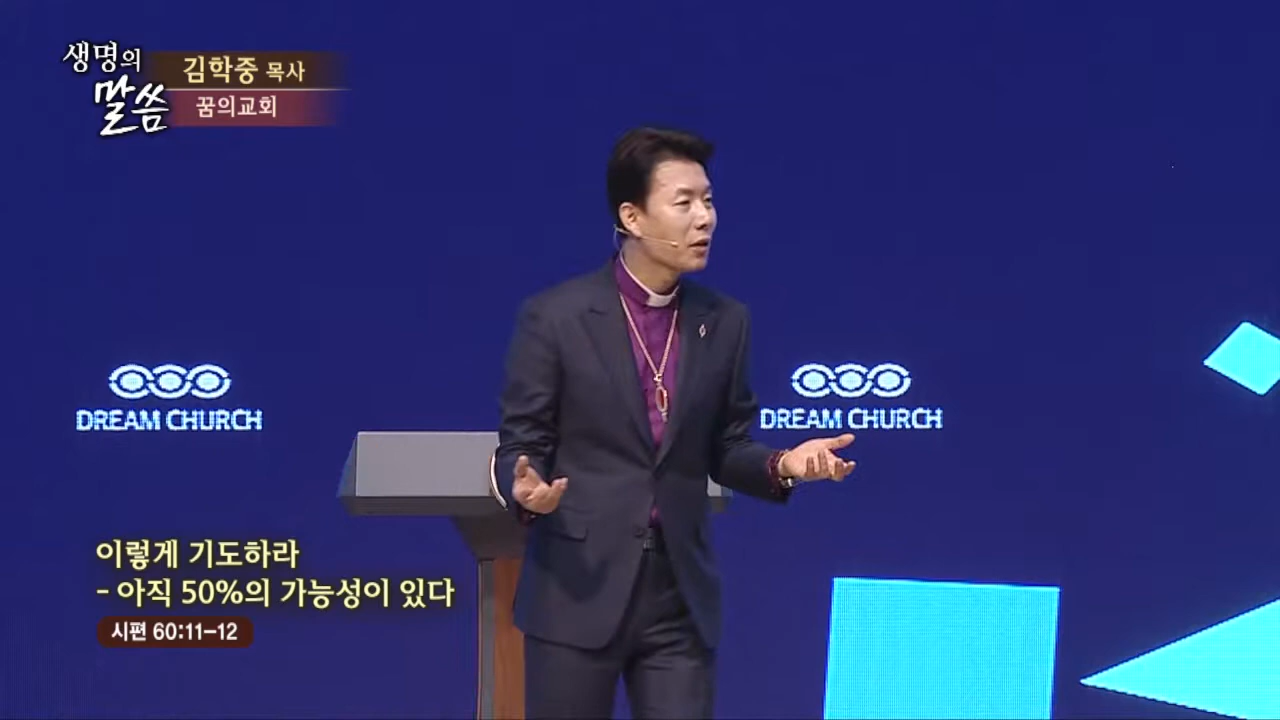 생명의
말씀
김학중 목사
꿈의교회
DREAM CHURCH
DREAM CHURCH
이렇게 기도하라
- 아직 50%의 가능성이 있다
시편 60:11-12